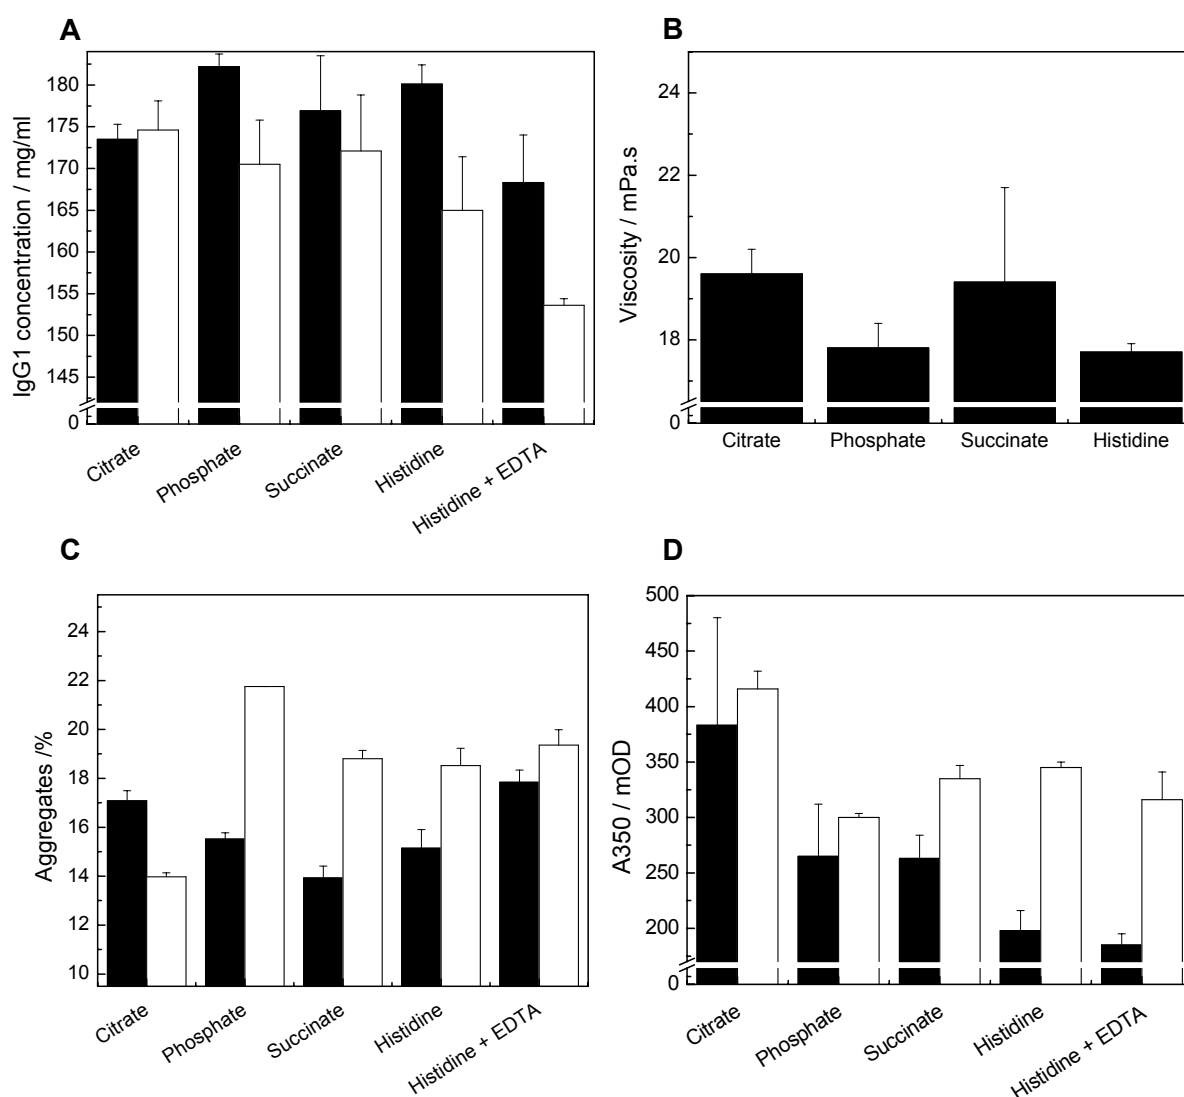 A
IgG1 concentration / mg/ml
180
175
170
165
160
155
150
145
0
Citrate
Phosphate
Succinate
Histidine
Histidine + EDTA
B
Viscosity / mPa.s
24
22
20
18
0
Citrate
Phosphate
Succinate
Histidine
C
Aggregates /%
24
22
20
18
16
14
12
10
Citrate
Phosphate
Succinate
Histidine
Histidine + EDTA
D
A350 / mOD
500
450
400
350
300
250
200
0
Citrate
Phosphate
Succinate
Histidine
Histidine + EDTA